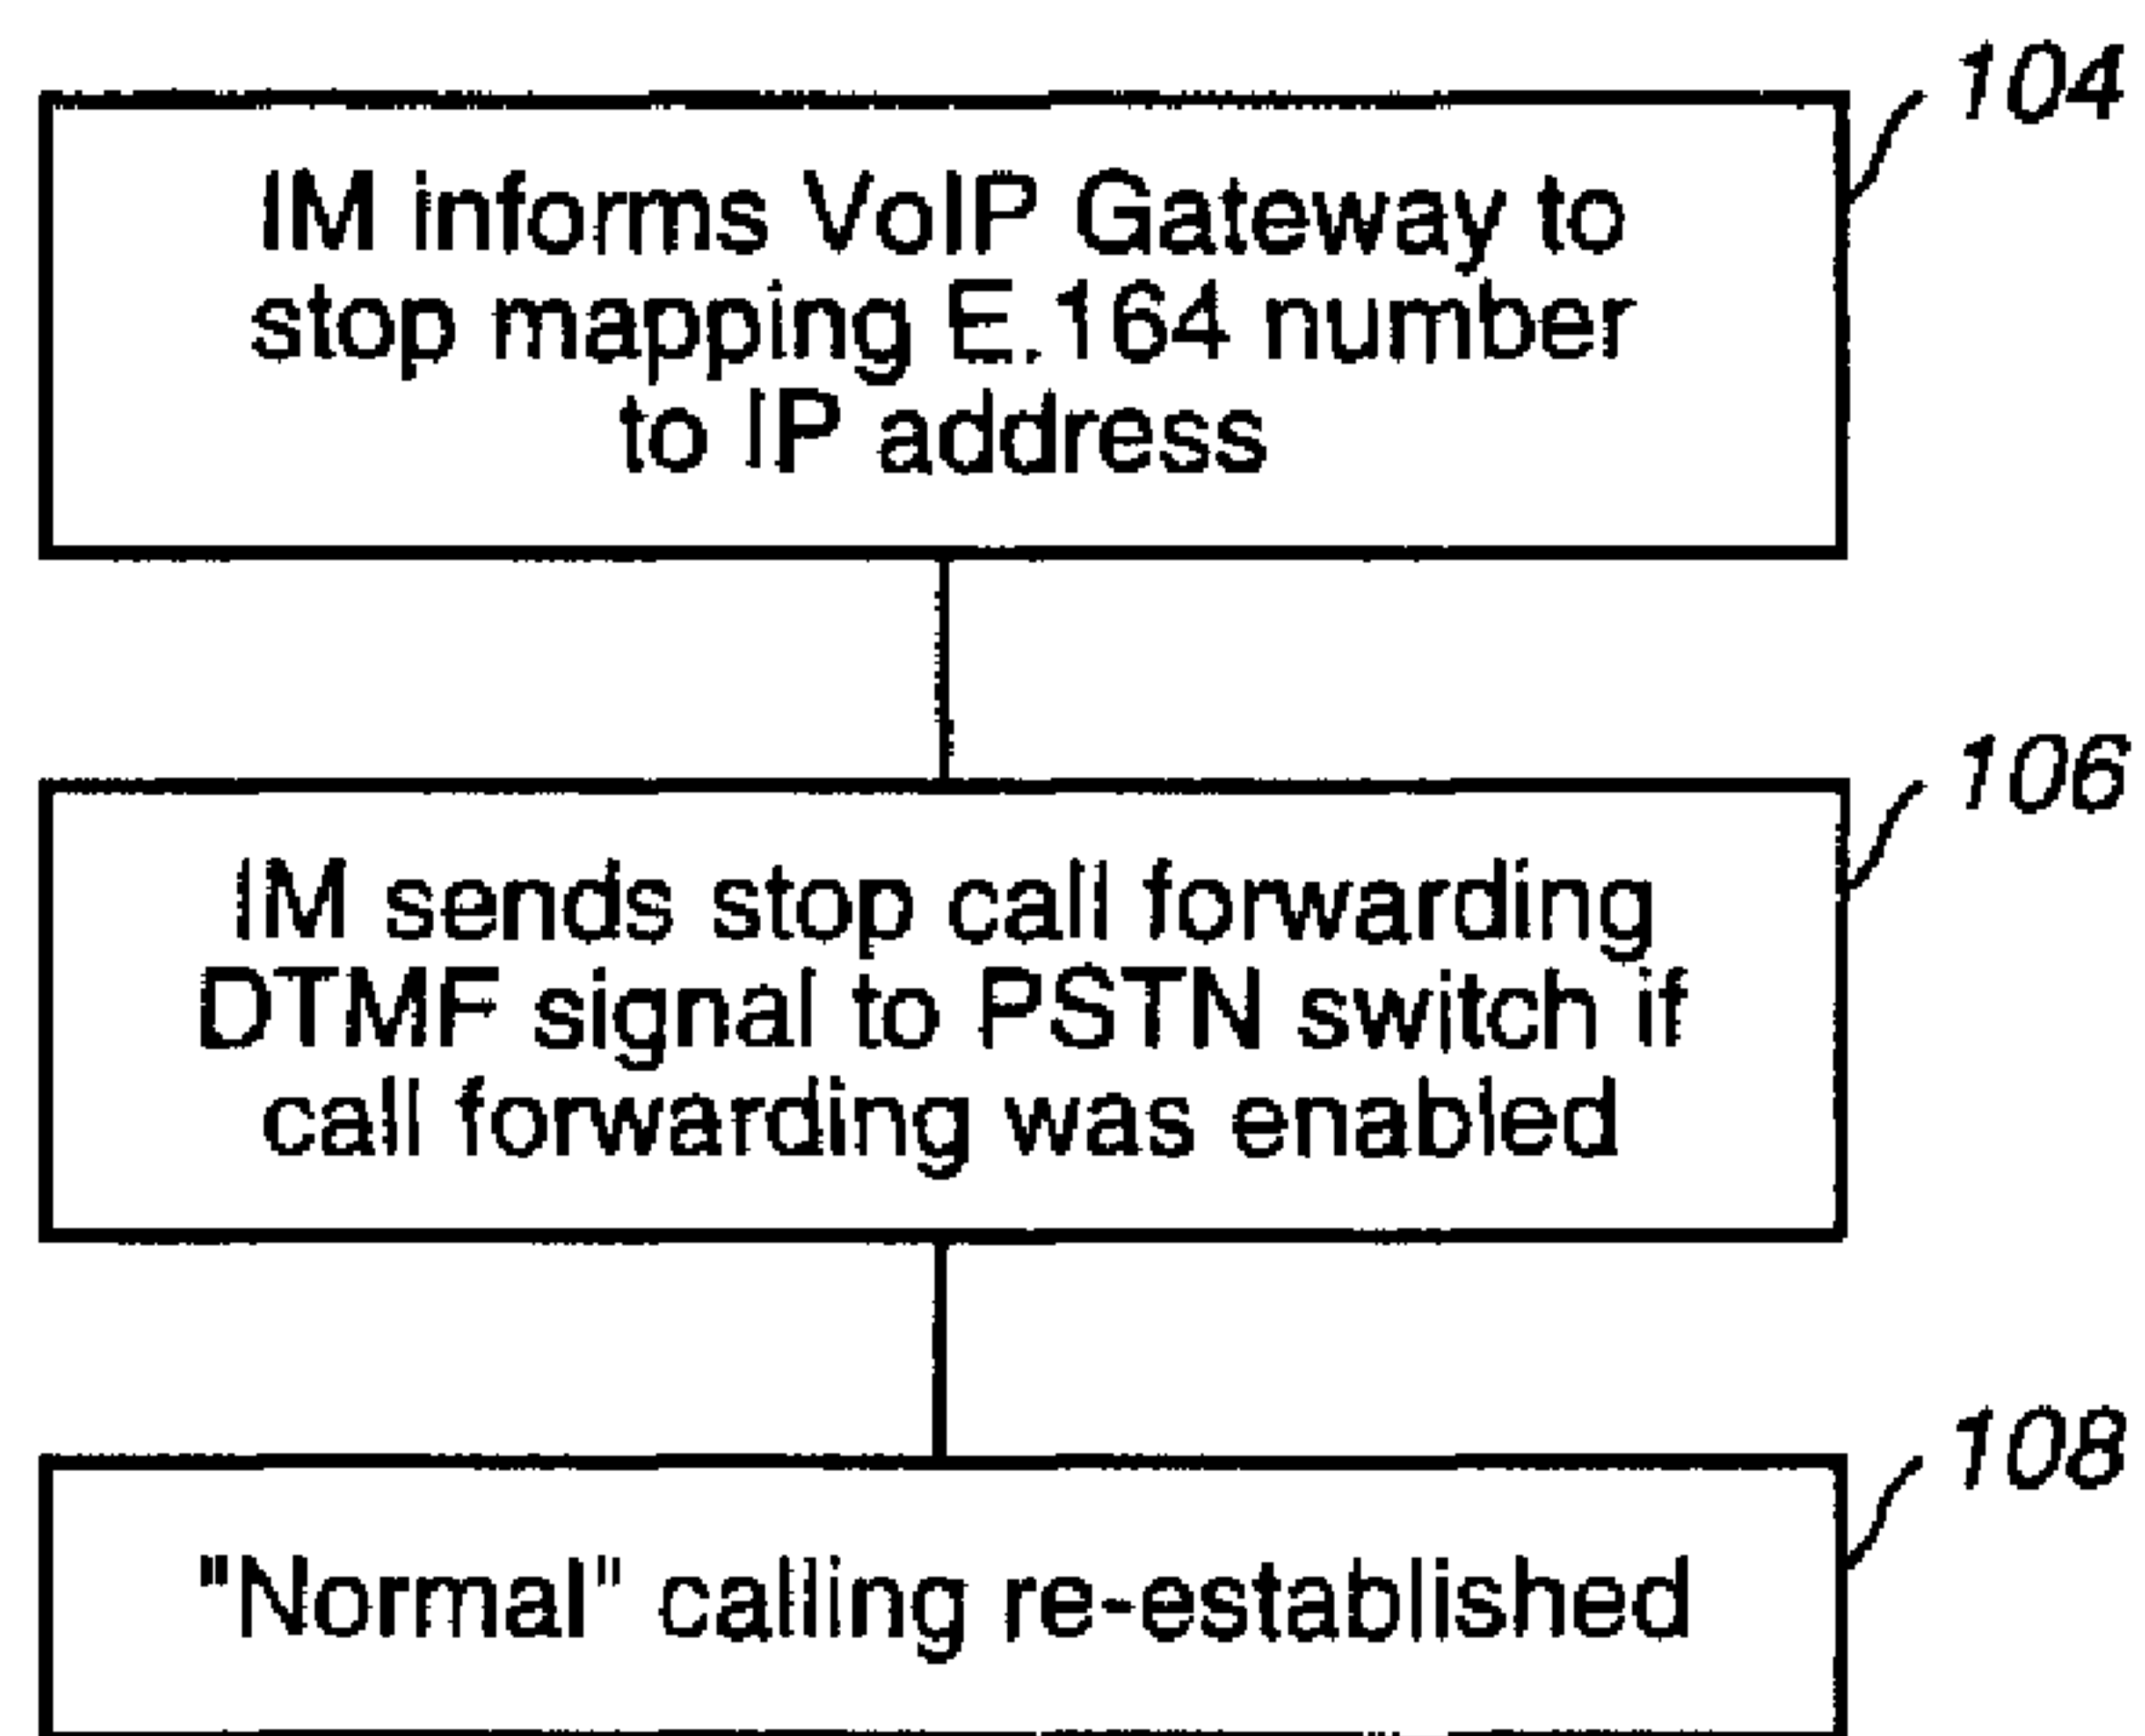 104
IM informs VoIP Gateway to
stop mapping E.164 number
to IP address
106
IM sends stop call forwarding
DTMF signal to PSTN switch if
call forwarding was enabled
108
"Normal" calling re-established